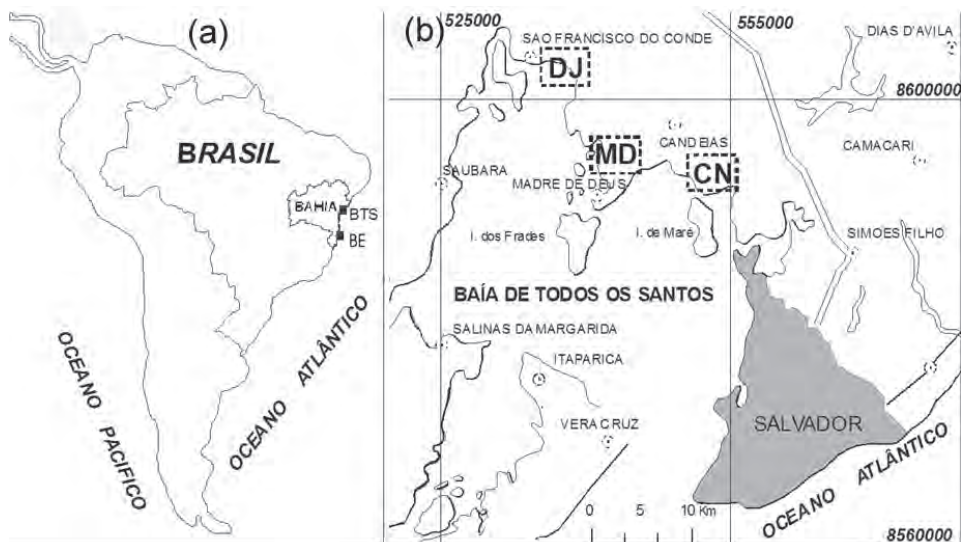 (a)
BRASIL
BAHIA
BTS
BE
OCEANO PACIFICO
OCEANO ATLÂNTICO
(b)
525000
555000
SAO FRANCISCO DO CONDE
DIAS D'AVILA
DJ
8600000
MD
CANDEIAS
CAMACARI
SAUBARA
CN
MADRE DE DEUS
I. dos Frades
I. de Maré
SIMOES FILHO
BAÍA DE TODOS OS SANTOS
SALINAS DA MARGARIDA
ITAPARICA
VERA CRUZ
SALVADOR
0 5 10 Km
OCEANO ATLÂNTICO
8560000